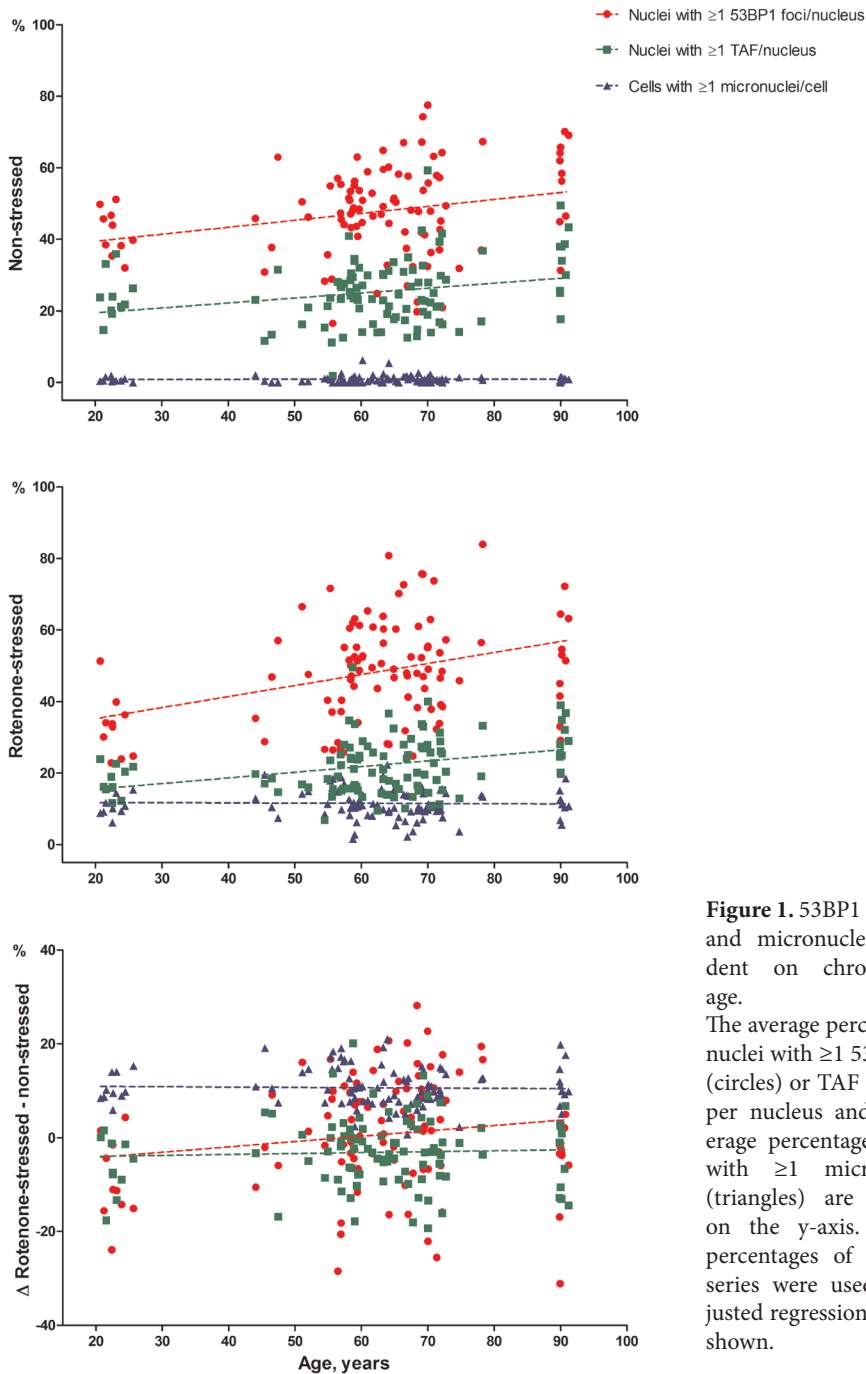 Nuclei with ≥1 53BP1 foci/nucleus
Nuclei with ≥1 TAF/nucleus
Cells with ≥1 micronuclei/cell
%
100
80
60
40
20
0
Non-stressed
20 30 40 50 60 70 80 90 100
%
100
80
60
40
20
0
Rotenone-stressed
20 30 40 50 60 70 80 90 100
%
40
20
0
-20
-40
Δ Rotenone-stressed - non-stressed
20 30 40 50 60 70 80 90 100
Age, years
Figure 1. 53BP1
and micronucle
dent on chro
age.
The average perc
nuclei with ≥1 53
(circles) or TAF
per nucleus and
erage percentage
with ≥1 micr
(triangles) are
on the y-axis.
percentages of
series were used
justed regression
shown.